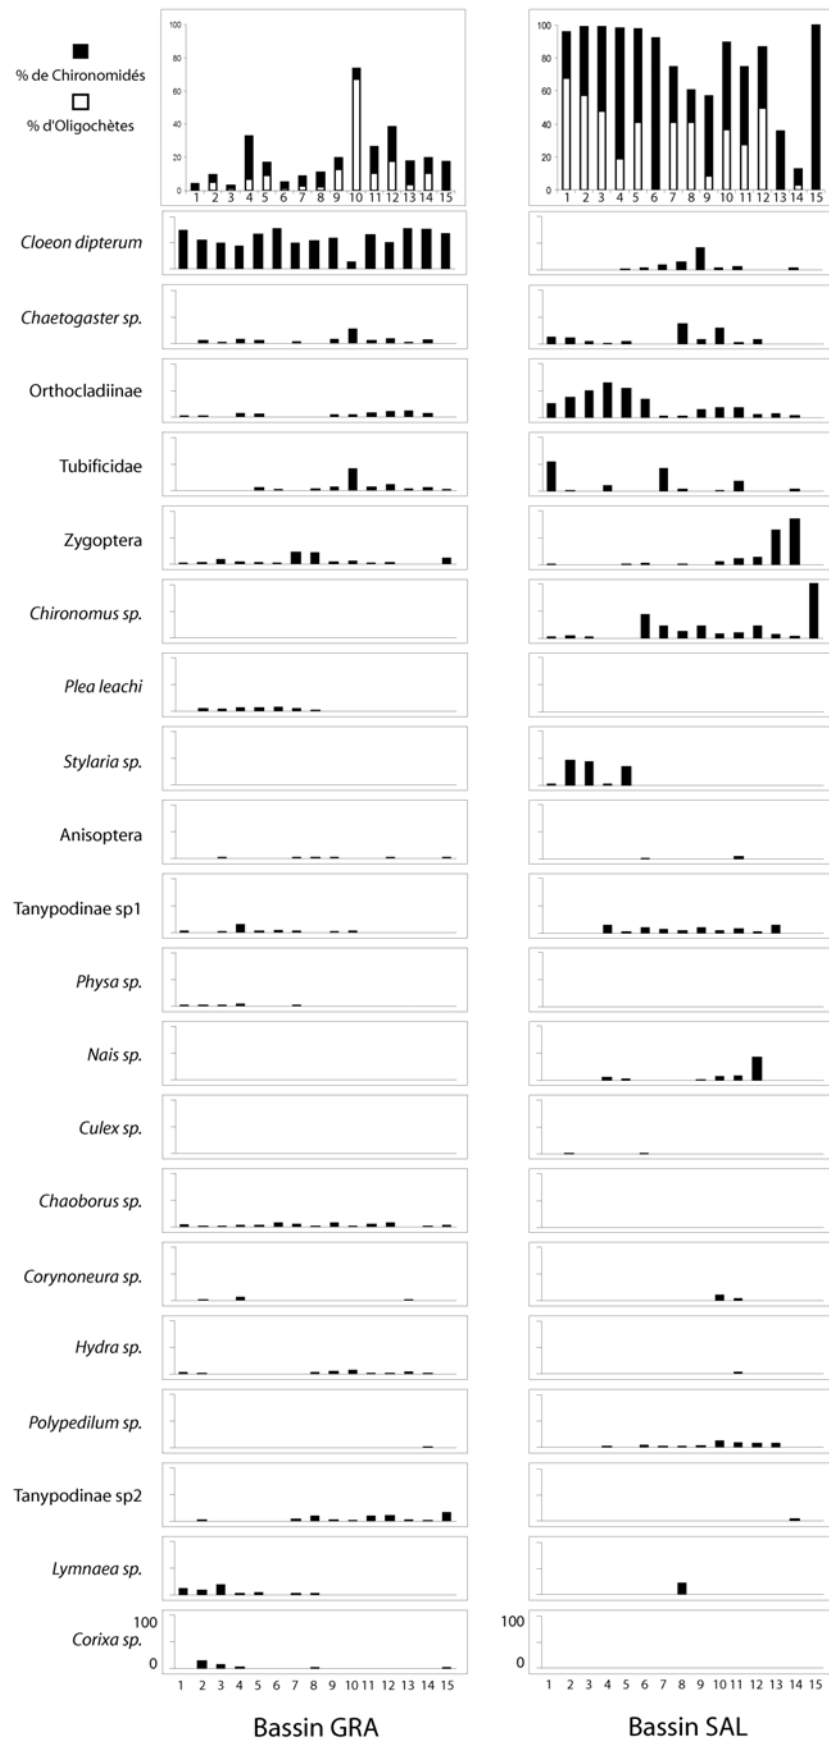 % de Chironomidés
% d'Oligochètes
100
80
60
40
20
0
1 2 3 4 5 6 7 8 9 10 11 12 13 14 15
100
80
60
40
20
0
1 2 3 4 5 6 7 8 9 10 11 12 13 14 15
Cloeon dipterum
Chaetogaster sp.
Orthocladiinae
Tubificidae
Zygoptera
Chironomus sp.
Plea leachi
Stylaria sp.
Anisoptera
Tanypodinae sp1
Physa sp.
Nais sp.
Culex sp.
Chaoborus sp.
Corynoneura sp.
Hydra sp.
Polypedilum sp.
Tanypodinae sp2
Lymnaea sp.
Corixa sp.
100
0
100
0
1 2 3 4 5 6 7 8 9 10 11 12 13 14 15
1 2 3 4 5 6 7 8 9 10 11 12 13 14 15
Bassin GRA
Bassin SAL